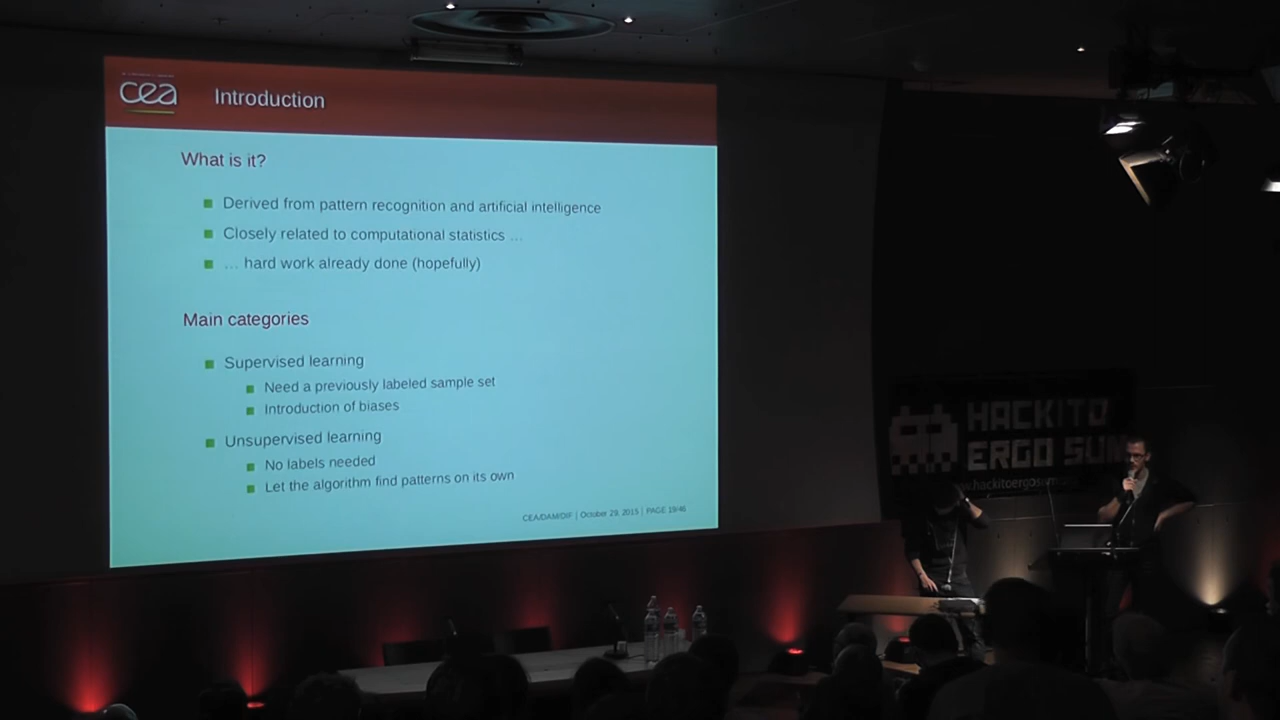 cea
Introduction
What is it?
Derived from pattern recognition and artificial intelligence
Closely related to computational statistics ...
... hard work already done (hopefully)
Main categories
Supervised learning
Need a previously labeled sample set
Introduction of biases
Unsupervised learning
No labels needed
Let the algorithm find patterns on its own
CEA/DAM/DIF | October 29, 2015 | PAGE 19/46
HACKITO
ERGO SUM